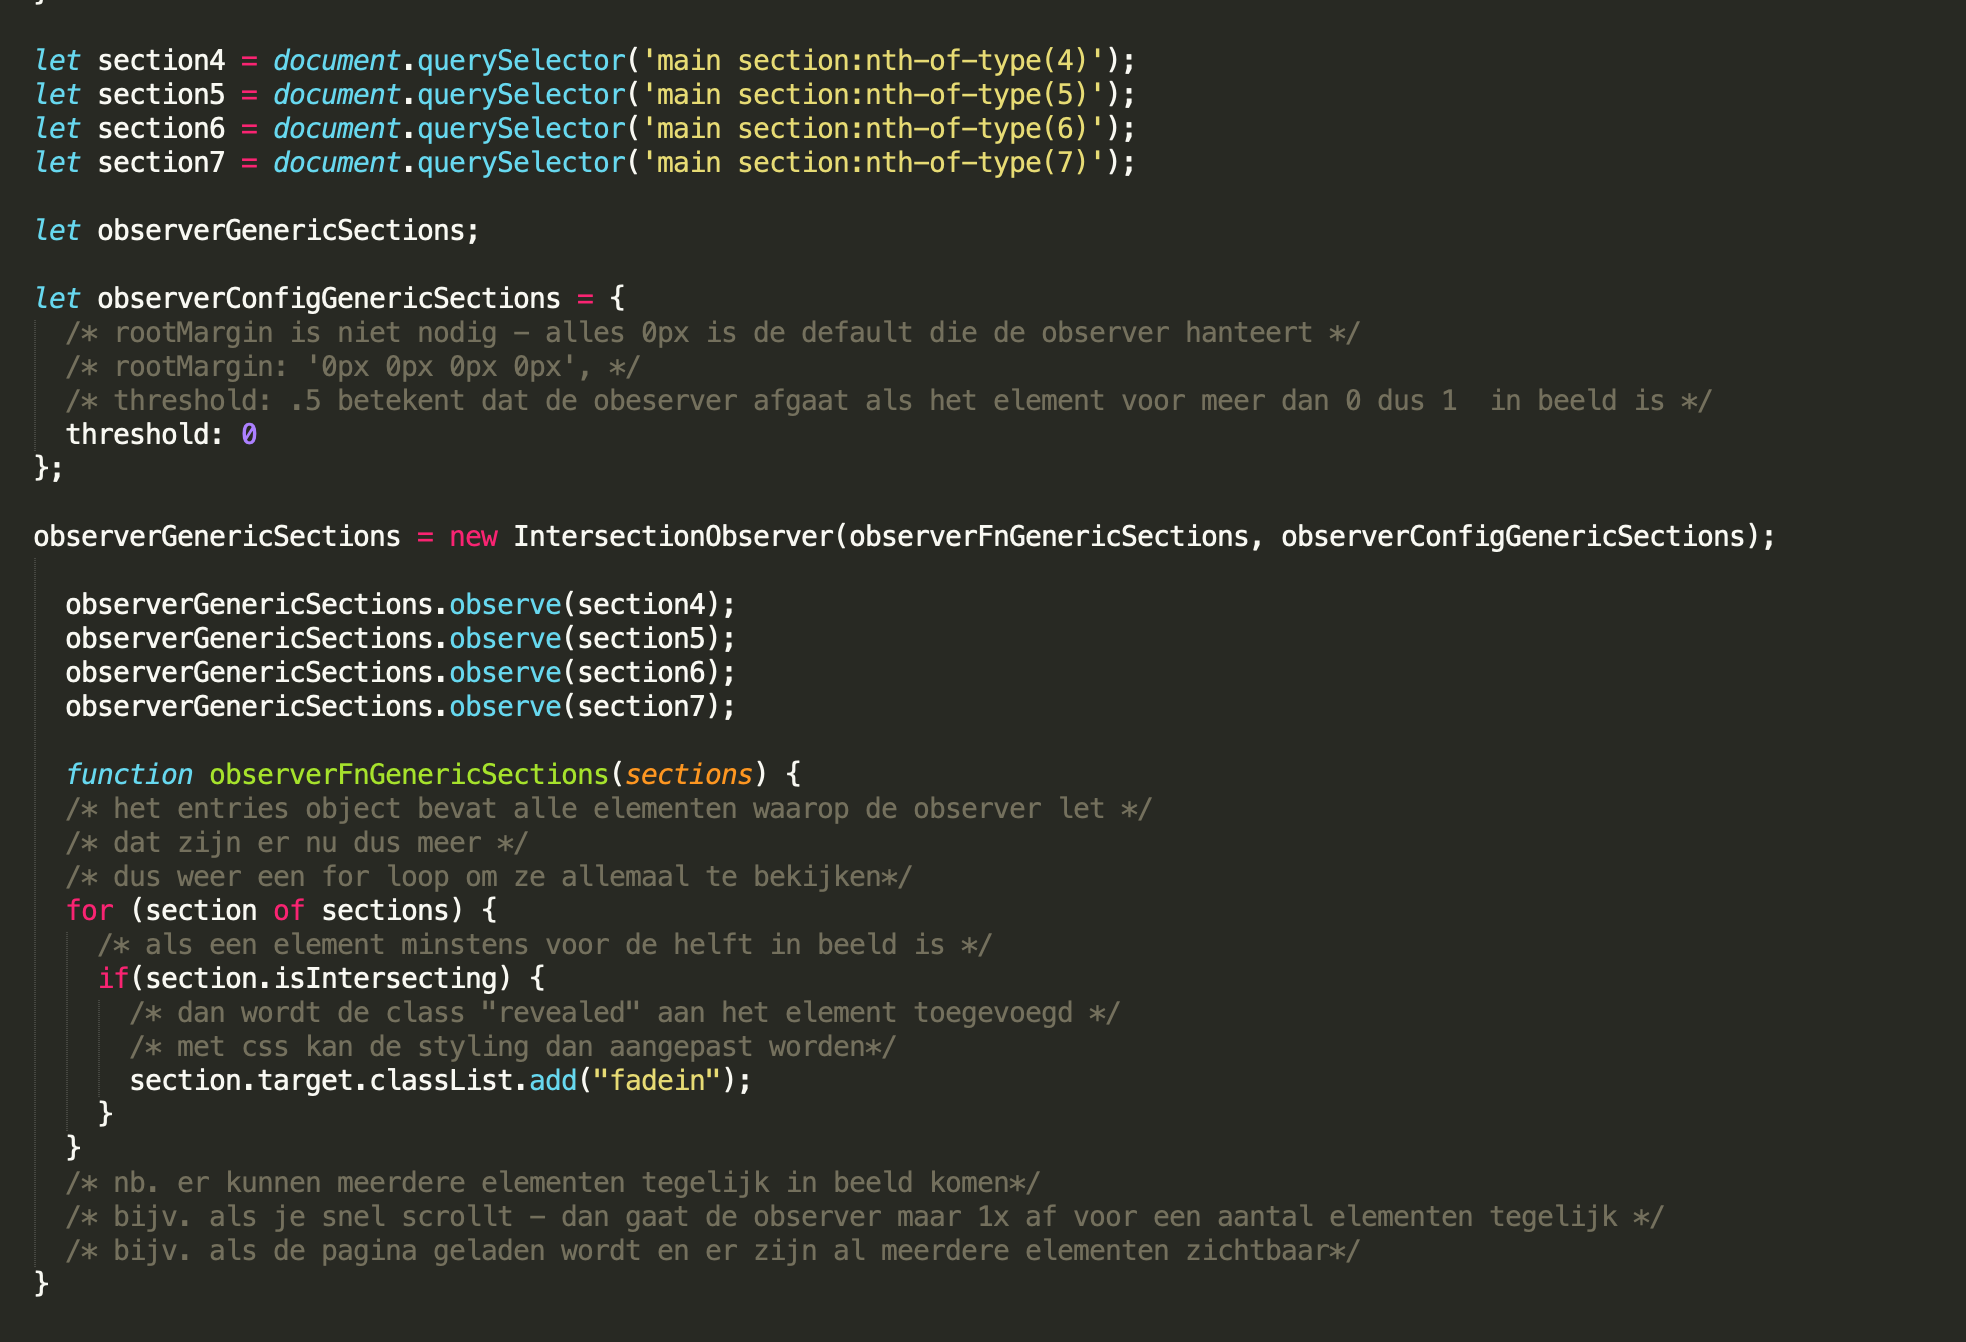 let section4 = document.querySelector('main section:nth-of-type(4)');
let section5 = document.querySelector('main section:nth-of-type(5)');
let section6 = document.querySelector('main section:nth-of-type(6)');
let section7 = document.querySelector('main section:nth-of-type(7)');

let observerGenericSections;

let observerConfigGenericSections = {
  /* rootMargin is niet nodig - alles 0px is de default die de observer hanteert */
  /* rootMargin: '0px 0px 0px 0px', */
  /* threshold: .5 betekent dat de obeserver afgaat als het element voor meer dan 0 dus 1  in beeld is */
  threshold: 0
};

observerGenericSections = new IntersectionObserver(observerFnGenericSections, observerConfigGenericSections);

  observerGenericSections.observe(section4);
  observerGenericSections.observe(section5);
  observerGenericSections.observe(section6);
  observerGenericSections.observe(section7);

  function observerFnGenericSections(sections) {
  /* het entries object bevat alle elementen waarop de observer let */
  /* dat zijn er nu dus meer */
  /* dus weer een for loop om ze allemaal te bekijken*/
  for (section of sections) {
    /* als een element minstens voor de helft in beeld is */
    if(section.isIntersecting) {
      /* dan wordt de class "revealed" aan het element toegevoegd */
      /* met css kan de styling dan aangepast worden*/
      section.target.classList.add("fadein");
    }
  }
  /* nb. er kunnen meerdere elementen tegelijk in beeld komen*/
  /* bijv. als je snel scrollt - dan gaat de observer maar 1x af voor een aantal elementen tegelijk */
  /* bijv. als de pagina geladen wordt en er zijn al meerdere elementen zichtbaar*/
}